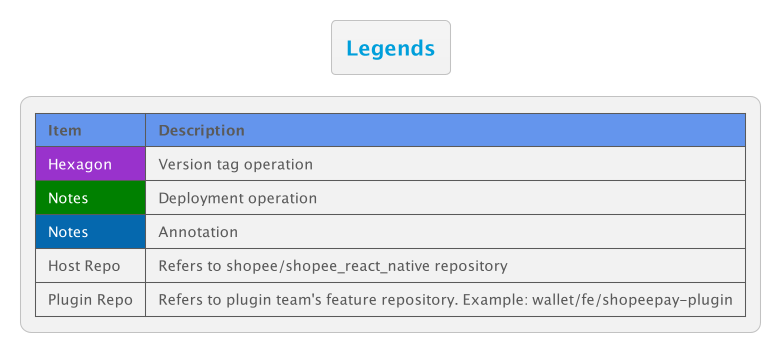 Legends
Item Description
Hexagon Version tag operation
Notes Deployment operation
Notes Annotation
Host Repo Refers to shopee/shopee_react_native repository
Plugin Repo Refers to plugin team's feature repository. Example: wallet/fe/shopeepay-plugin